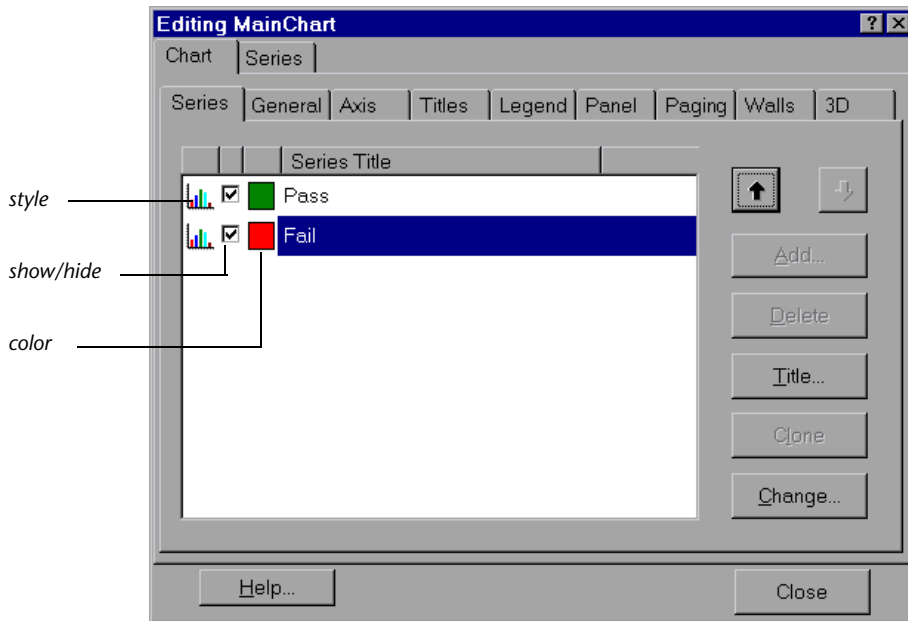 Editing MainChart
Chart Series
Series General Axis Titles Legend Panel Paging Walls 3D
Series Title
style
Pass
Fail
show/hide
color
Add...
Delete
Title...
Clone
Change...
Help...
Close